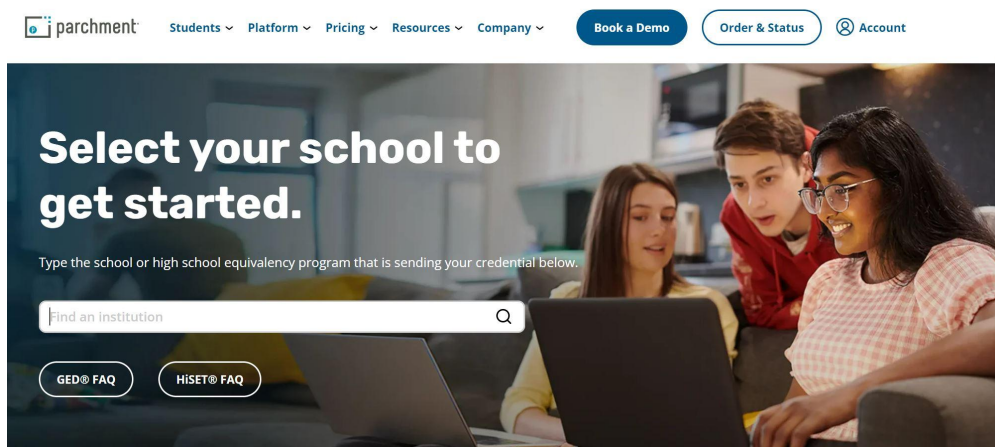 parchment
Students Platform Pricing Resources Company Book a Demo Order & Status Account
Select your school to
get started.
Type the school or high school equivalency program that is sending your credential below.
Find an institution
GED® FAQ HiSET® FAQ